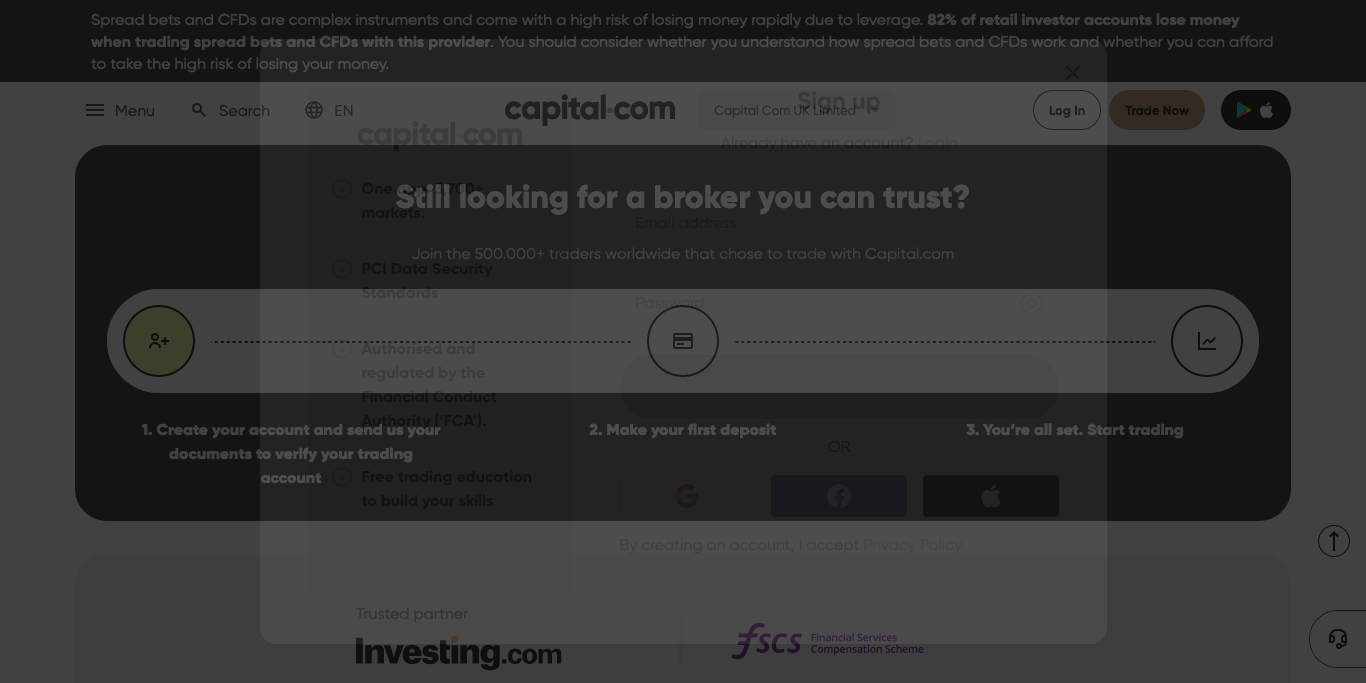 Spread bets and CFDs are complex instruments and come with a high risk of losing money rapidly due to leverage. 82% of retail investor accounts lose money
when trading spread bets and CFDs with this provider. You should consider whether you understand how spread bets and CFDs work and whether you can afford
to take the high risk of losing your money.
Menu
Search
EN
capital.com
Capital Com UK Limited
Log In
Trade Now
Sign up
Already have an account? Login
capital.com
markets.
Still looking for a broker you can trust?
Email address
Join the 500.000+ traders worldwide that chose to trade with Capital.com
PCI Data Security
Standards
Password
Authorised and
regulated by the
Financial Conduct
Authority ('FCA').
1. Create your account and send us your
documents to verify your trading
account
2. Make your first deposit
3. You're all set. Start trading
OR
Free trading education
to build your skills
By creating an account, I accept Privacy Policy
Trusted partner
Investing.com
fscs
Financial Services
Compensation Scheme